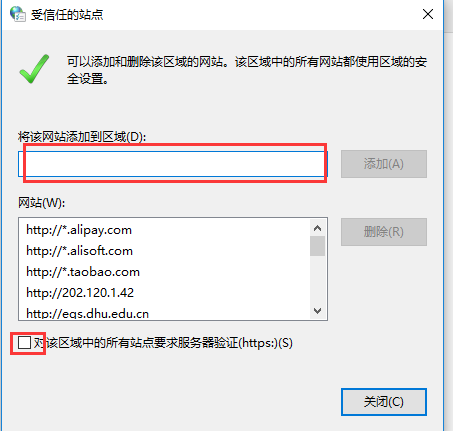 受信任的站点
可以添加和删除该区域的网站。该区域中的所有网站都使用区域的安
全设置。
将该网站添加到区域(D):
添加(A)
网站(W):
http://*.alipay.com
http://*.alisoft.com
http://*.taobao.com
http://202.120.1.42
http://eqs.dhu.edu.cn
删除(R)
对该区域中的所有站点要求服务器验证(https:)(S)
关闭(C)